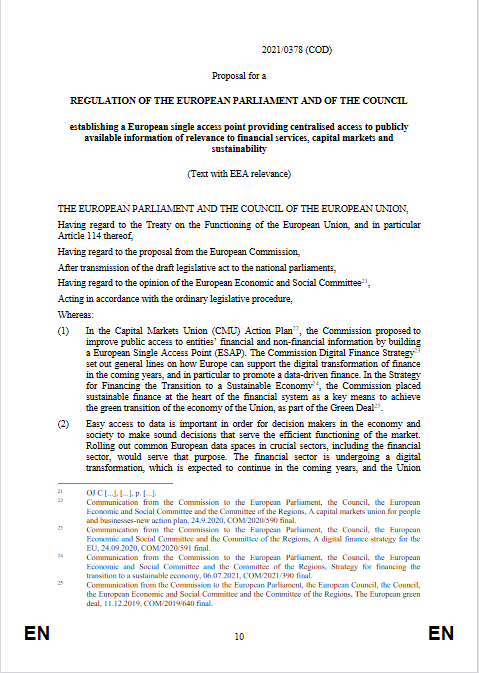 2021/0378 (COD)
Proposal for a
REGULATION OF THE EUROPEAN PARLIAMENT AND OF THE COUNCIL
establishing a European single access point providing centralised access to publicly
available information of relevance to financial services, capital markets and
sustainability
(Text with EEA relevance)
THE EUROPEAN PARLIAMENT AND THE COUNCIL OF THE EUROPEAN UNION,
Having regard to the Treaty on the Functioning of the European Union, and in particular
Article 114 thereof,
Having regard to the proposal from the European Commission,
After transmission of the draft legislative act to the national parliaments,
Having regard to the opinion of the European Economic and Social Committee21,
Acting in accordance with the ordinary legislative procedure,
Whereas:
(1) In the Capital Markets Union (CMU) Action Plan22, the Commission proposed to
improve public access to entities' financial and non-financial information by building
a European Single Access Point (ESAP). The Commission Digital Finance Strategy23
set out general lines on how Europe can support the digital transformation of finance
in the coming years, and in particular to promote a data-driven finance. In the Strategy
for Financing the Transition to a Sustainable Economy24, the Commission placed
sustainable finance at the heart of the financial system as a key means to achieve
the green transition of the economy of the Union, as part of the Green Deal25.
(2) Easy access to data is important in order for decision makers in the economy and
society to make sound decisions that serve the efficient functioning of the market.
Rolling out common European data spaces in crucial sectors, including the financial
sector, would serve that purpose. The financial sector is undergoing a digital
transformation, which is expected to continue in the coming years, and the Union
21 OJ C [...], [...], p. [...].
22 Communication from the Commission to the European Parliament, the Council, the European
Economic and Social Committee and the Committee of the Regions, A capital markets union for people
and businesses-new action plan, 24.9.2020, COM/2020/590 final.
23 Communication from the Commission to the European Parliament, the Council, the European
Economic and Social Committee and the Committee of the Regions, A digital finance strategy for the
EU, 24.09.2020, COM/2020/591 final.
24 Communication from the Commission to the European Parliament, the Council, the European
Economic and Social Committee and the Committee of the Regions, Strategy for financing the
transition to a sustainable economy, 06.07.2021, COM/2021/390 final.
25 Communication from the Commission to the European Parliament, the European Council, the Council,
the European Economic and Social Committee and the Committee of the Regions, The European green
deal, 11.12.2019, COM/2019/640 final.
EN 10 EN